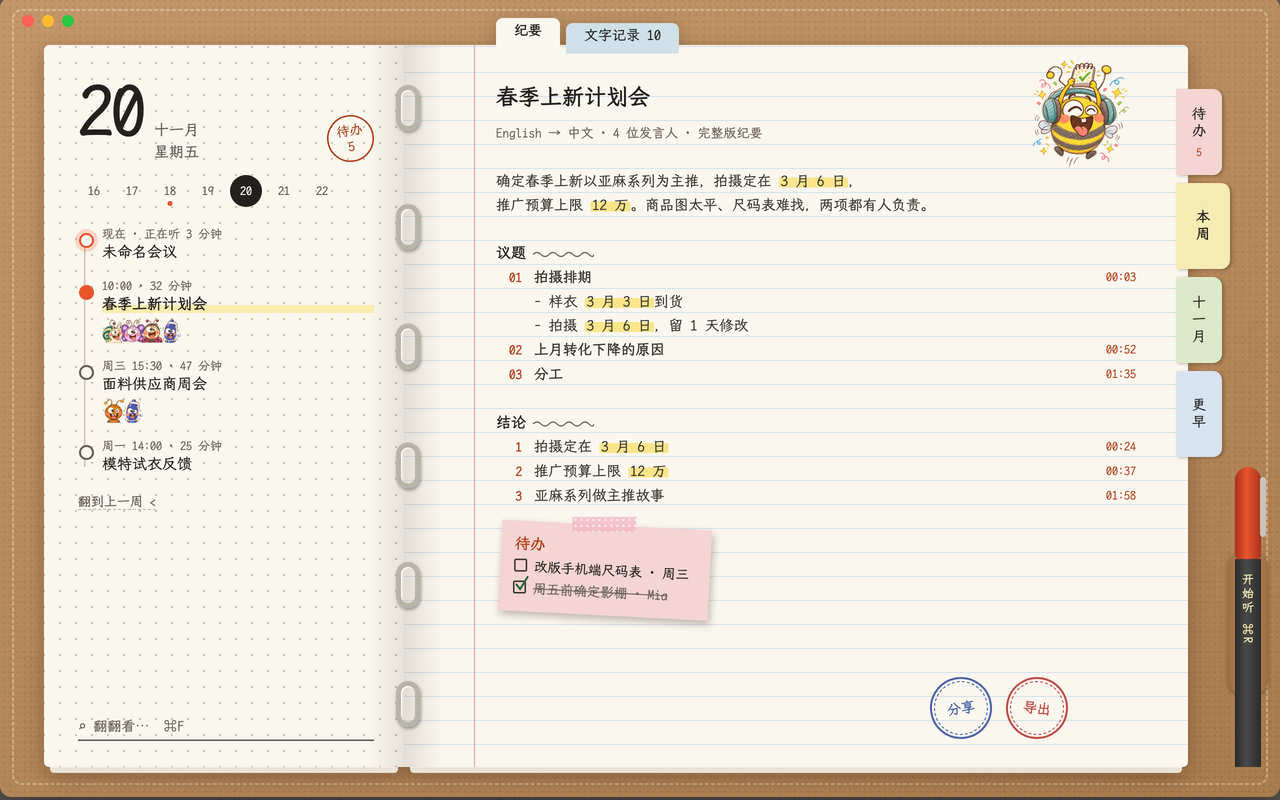 纪要
文字记录 10
20
十一月
星期五
待办
5
16 17 18 19 20 21 22
现在 · 正在听 3 分钟
未命名会议
10:00 · 32 分钟
春季上新计划会
周三 15:30 · 47 分钟
面料供应商周会
周一 14:00 · 25 分钟
模特试衣反馈
翻到上一周 <
翻翻看… ⌘F
春季上新计划会
English → 中文 · 4 位发言人 · 完整版纪要
确定春季上新以亚麻系列为主推，拍摄定在 3 月 6 日，
推广预算上限 12 万。商品图太平、尺码表难找，两项都有人负责。
议题
01 拍摄排期 00:03
- 样衣 3 月 3 日到货
- 拍摄 3 月 6 日，留 1 天修改
02 上月转化下降的原因 00:52
03 分工 01:35
结论
1 拍摄定在 3 月 6 日 00:24
2 推广预算上限 12 万 00:37
3 亚麻系列做主推故事 01:58
待办
改版手机端尺码表 · 周三
周五前确定影棚 · Mia
分享
导出
待办
5
本周
十一月
更早
开始听 ⌘R